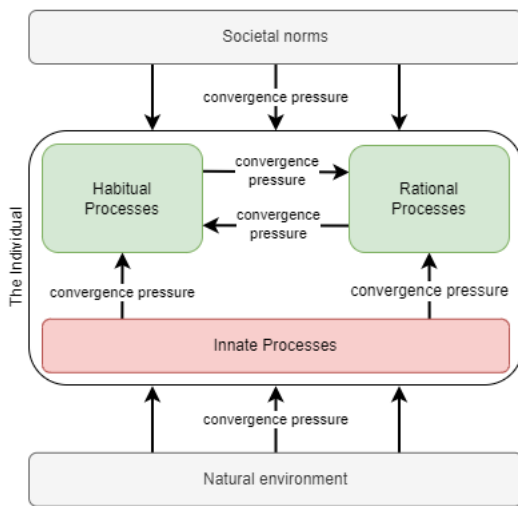 Societal norms
convergence pressure
The Individual
Habitual
Processes
convergence
pressure
convergence
pressure
Rational
Processes
convergence pressure
convergence pressure
Innate Processes
convergence pressure
Natural environment